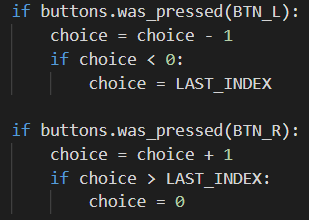 if buttons.was_pressed(BTN_L):
    choice = choice - 1
    if choice < 0:
        choice = LAST_INDEX

if buttons.was_pressed(BTN_R):
    choice = choice + 1
    if choice > LAST_INDEX:
        choice = 0